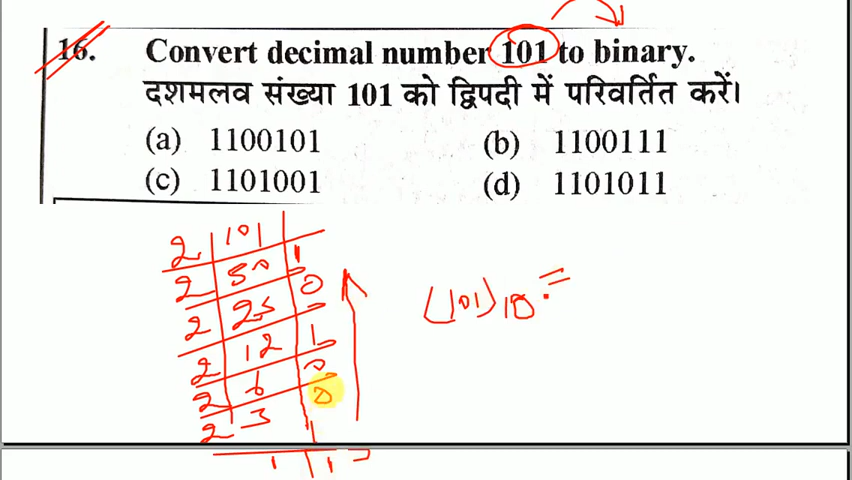 16. Convert decimal number 101 to binary.
दशमलव संख्या 101 को द्विपदी में परिवर्तित करें।
(a) 1100101 (b) 1100111
(c) 1101001 (d) 1101011
2 101
2 50 1
2 25 0
2 12 1
2 6 0
2 3 0
1 1
(101)10 =